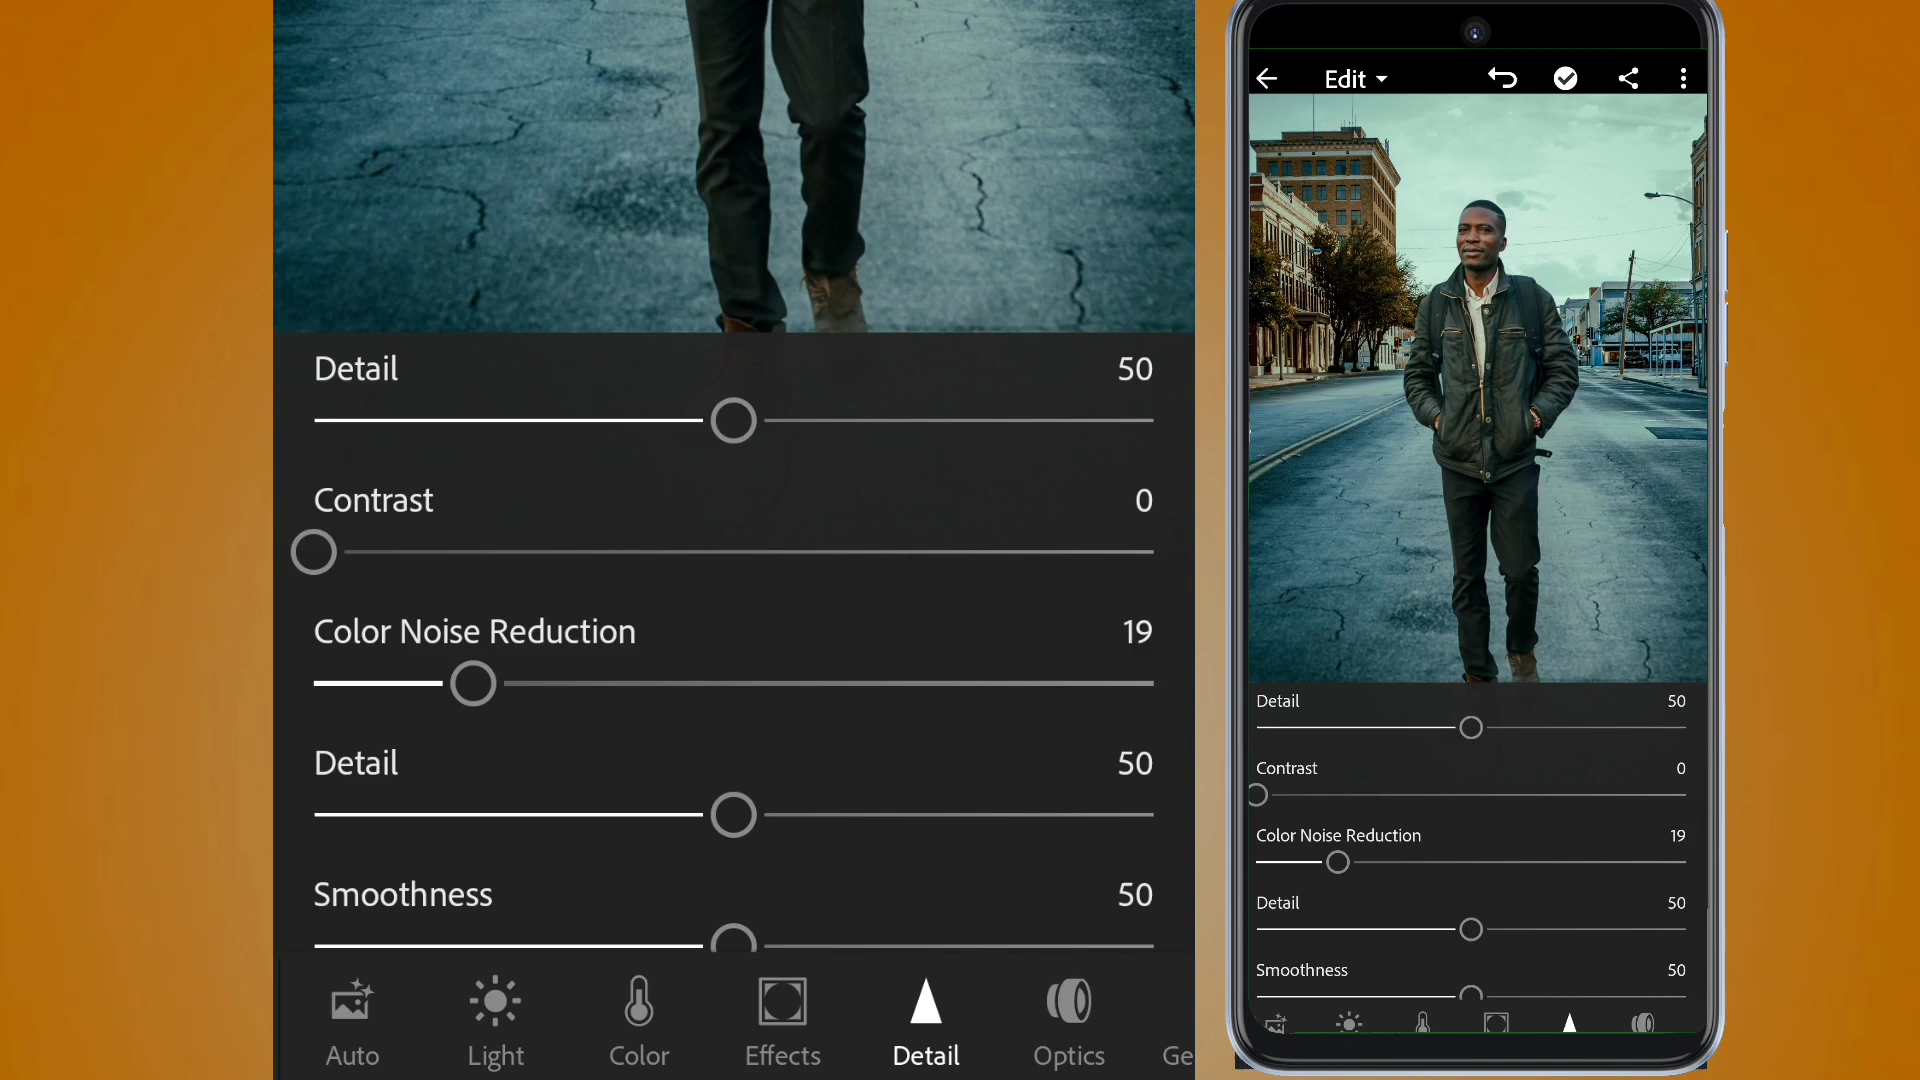 Detail 50
Contrast 0
Color Noise Reduction 19
Detail 50
Smoothness 50
Auto Light Color Effects Detail Optics Ge
Edit
Detail 50
Contrast 0
Color Noise Reduction 19
Detail 50
Smoothness 50